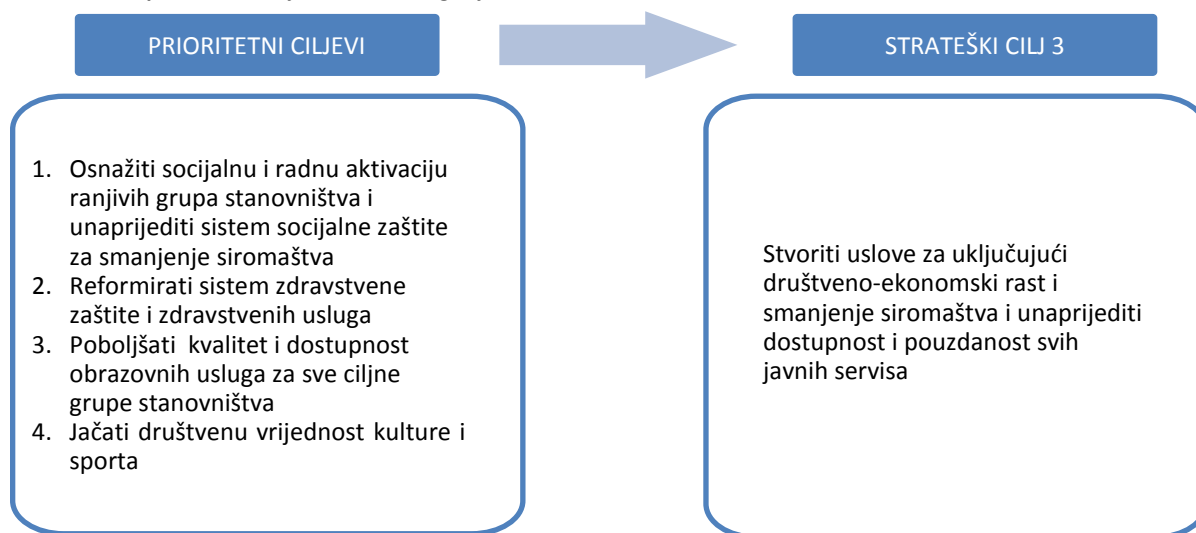 PRIORITETNI CILJEVI
STRATEŠKI CILJ 3
1. Osnažiti socijalnu i radnu aktivaciju
ranjivih grupa stanovništva i
unaprijediti sistem socijalne zaštite
za smanjenje siromaštva
2. Reformirati sistem zdravstvene
zaštite i zdravstvenih usluga
3. Poboljšati kvalitet i dostupnost
obrazovnih usluga za sve ciljne
grupe stanovništva
4. Jačati društvenu vrijednost kulture i
sporta
Stvoriti uslove za uključujući
društveno-ekonomski rast i
smanjenje siromaštva i unaprijediti
dostupnost i pouzdanost svih
javnih servisa